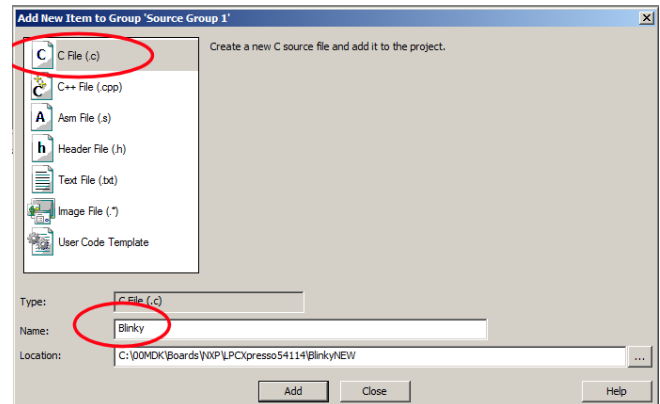 Add New Item to Group 'Source Group 1'
C File (.c)
Create a new C source file and add it to the project.
C++ File (.cpp)
Asm File (.s)
Header File (.h)
Text File (.txt)
Image File (.*)
User Code Template
Type: C File (.c)
Name: Blinky
Location: C:\00MDK\Boards\NXP\LPCXpresso54114\BlinkyNEW ...
Add Close Help